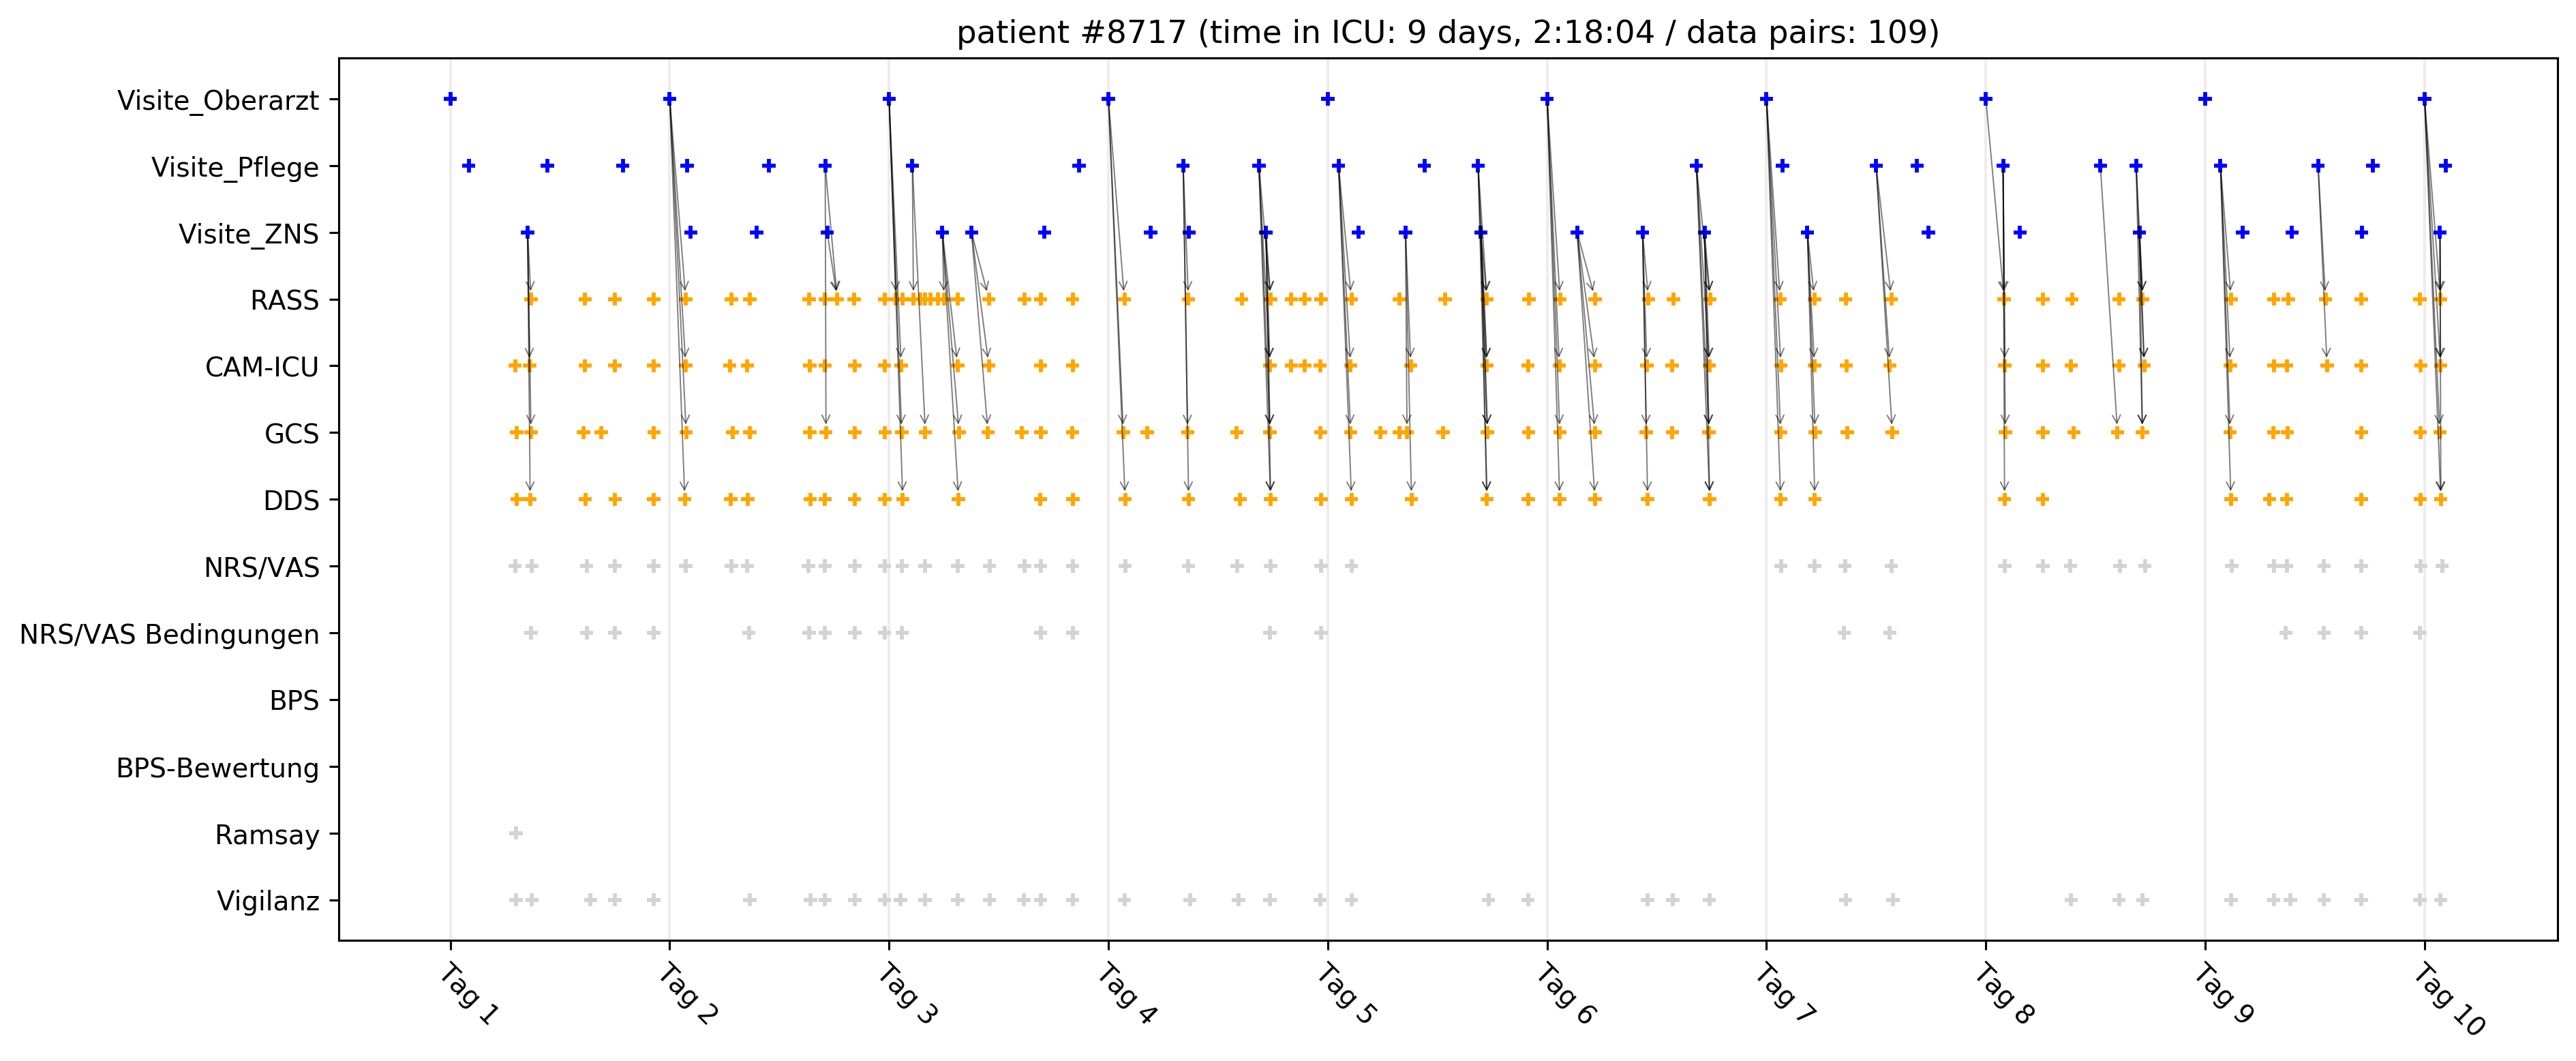 patient #8717 (time in ICU: 9 days, 2:18:04 / data pairs: 109)
Visite_Oberarzt
Visite_Pflege
Visite_ZNS
RASS
CAM-ICU
GCS
DDS
NRS/VAS
NRS/VAS Bedingungen
BPS
BPS-Bewertung
Ramsay
Vigilanz
Tag 1
Tag 2
Tag 3
Tag 4
Tag 5
Tag 6
Tag 7
Tag 8
Tag 9
Tag 10